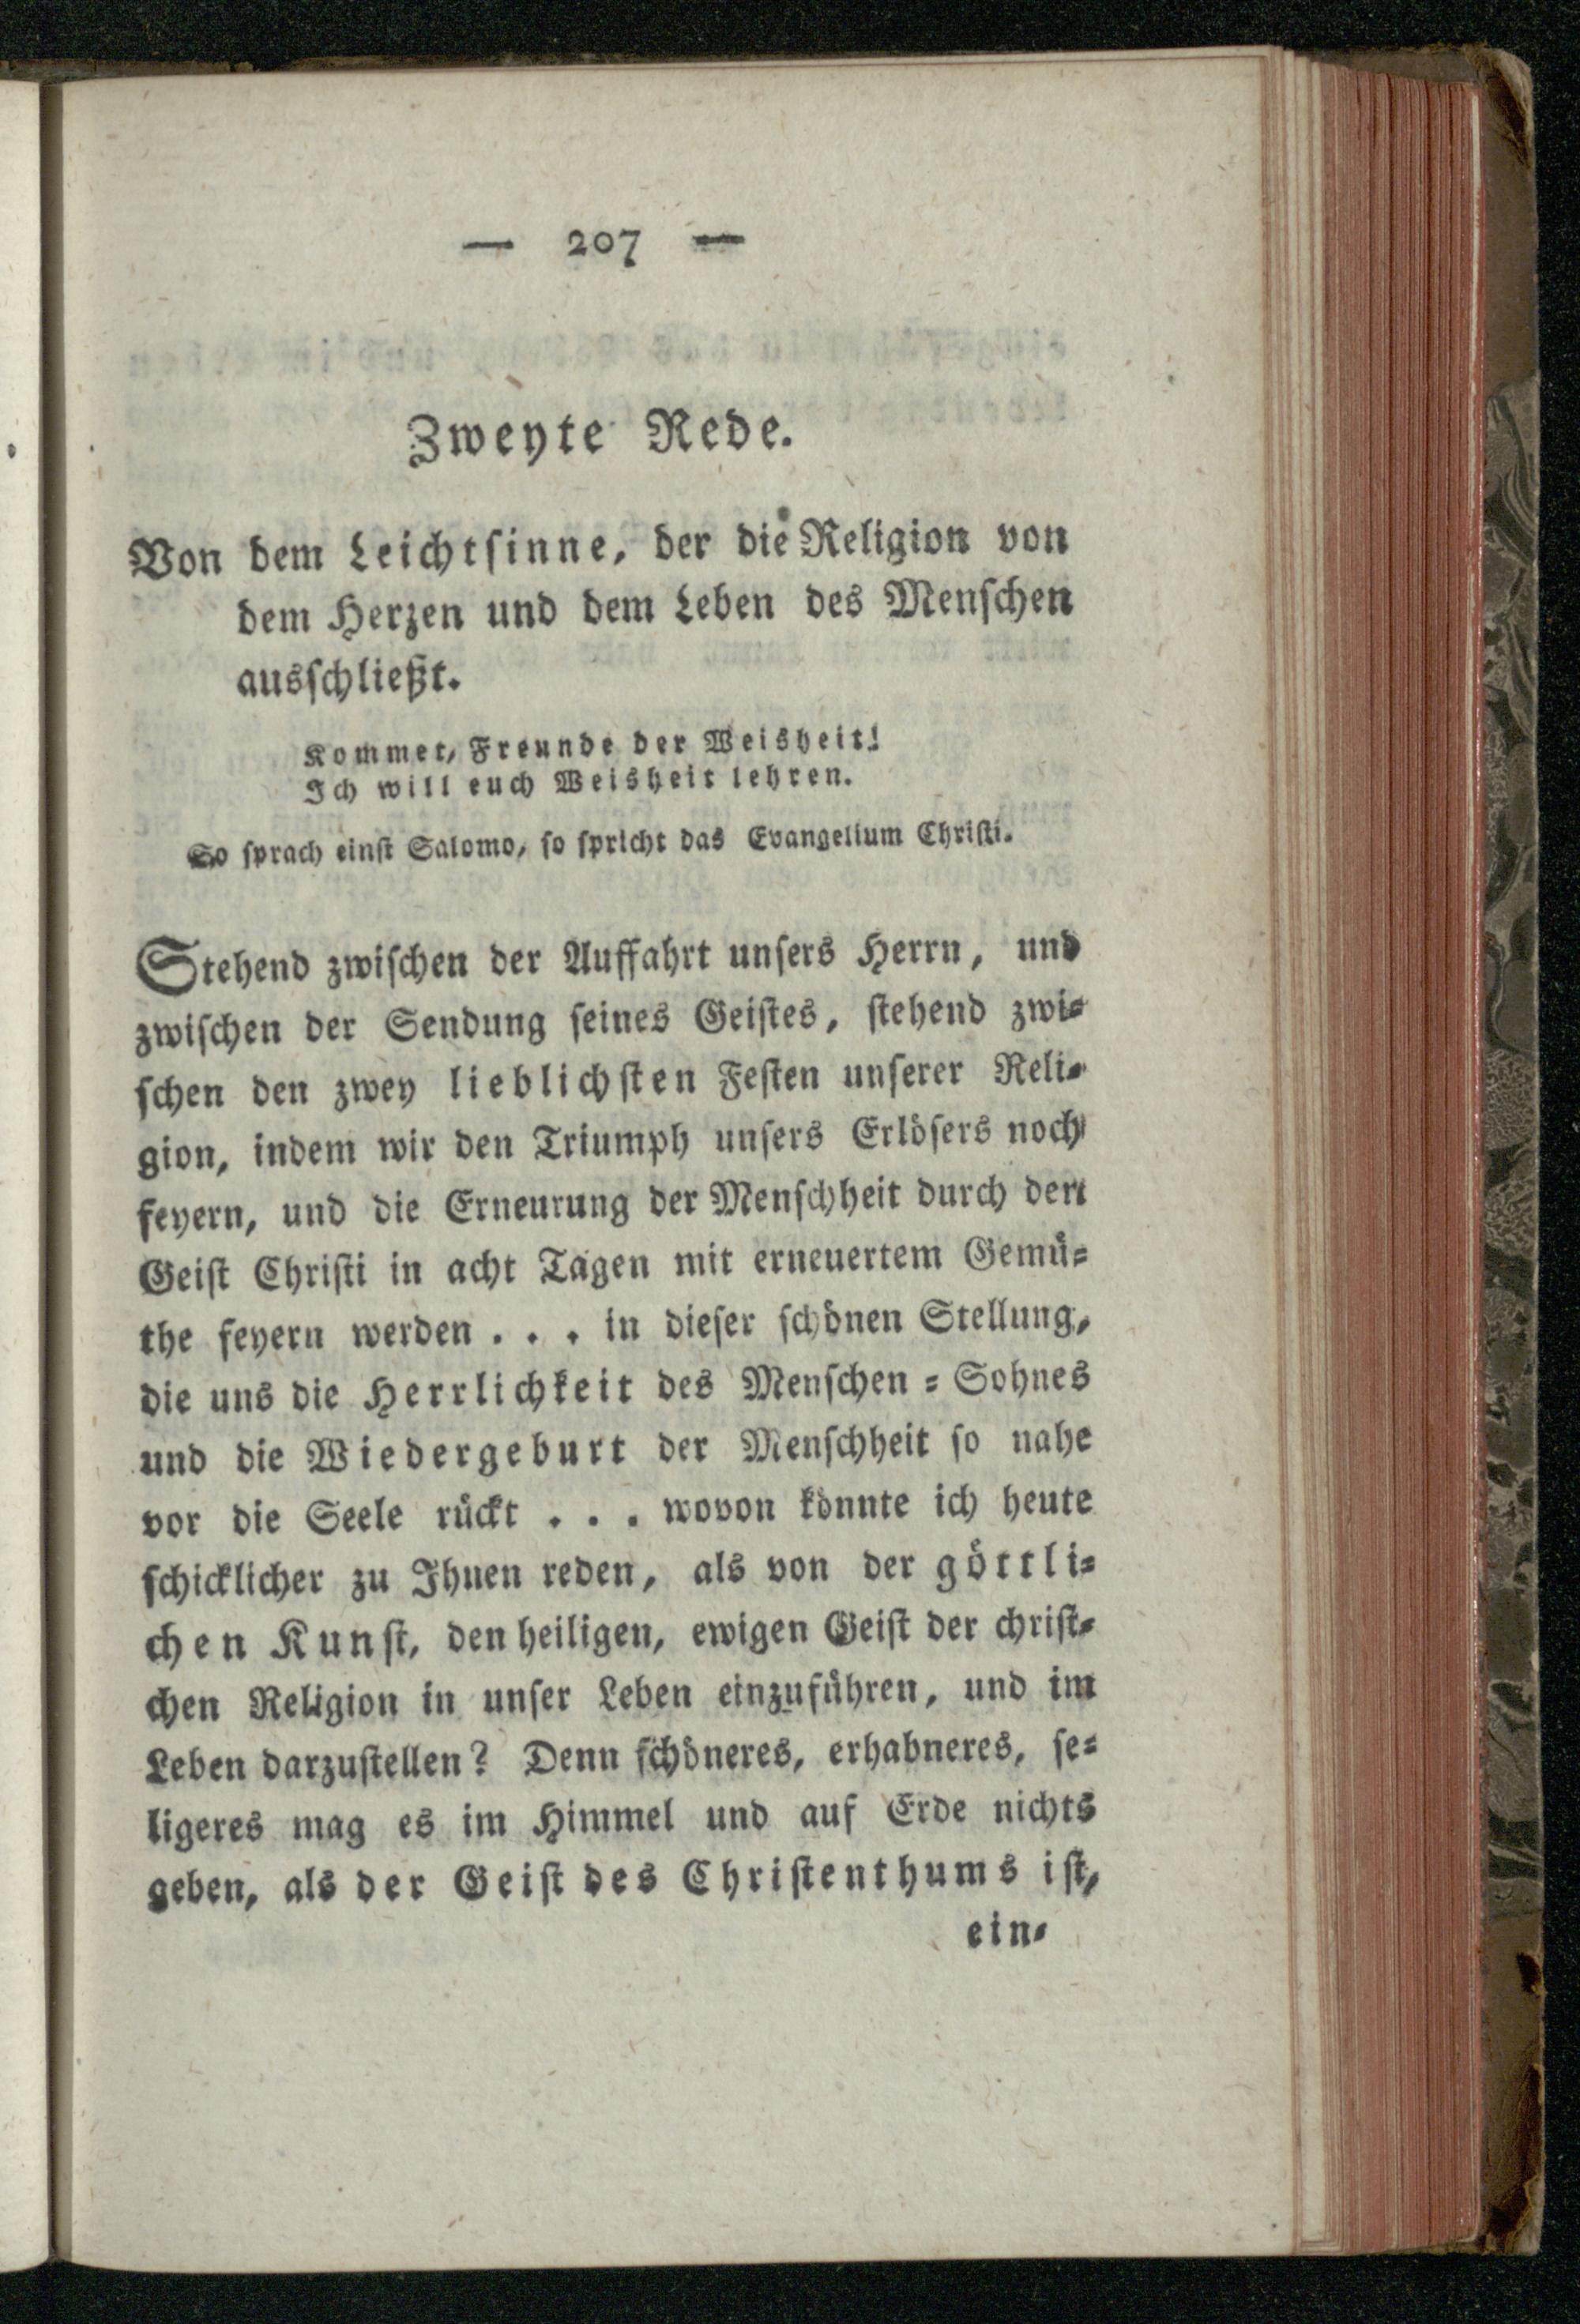 — 207 —
Zweyte Rede.
Von dem Leichtsinne, der die Religion von
dem Herzen und dem Leben des Menschen
ausschließt.
Kommet, Freunde der Weisheit!
Ich will euch Weisheit lehren.
So sprach einst Salomo, so spricht das Evangelium Christi.
Stehend zwischen der Auffahrt unsers Herrn, und
zwischen der Sendung seines Geistes, stehend zwi-
schen den zwey lieblichsten Festen unserer Reli-
gion, indem wir den Triumph unsers Erlösers noch
feyern, und die Erneurung der Menschheit durch den
Geist Christi in acht Tagen mit erneuertem Gemü-
the feyern werden . . . in dieser schönen Stellung,
die uns die Herrlichkeit des Menschen-Sohnes
und die Wiedergeburt der Menschheit so nahe
vor die Seele rückt . . . wovon könnte ich heute
schicklicher zu Ihnen reden, als von der göttli-
chen Kunst, den heiligen, ewigen Geist der christ-
chen Religion in unser Leben einzuführen, und im
Leben darzustellen? Denn schöneres, erhabneres, se-
ligeres mag es im Himmel und auf Erde nichts
geben, als der Geist des Christenthums ist,
ein-